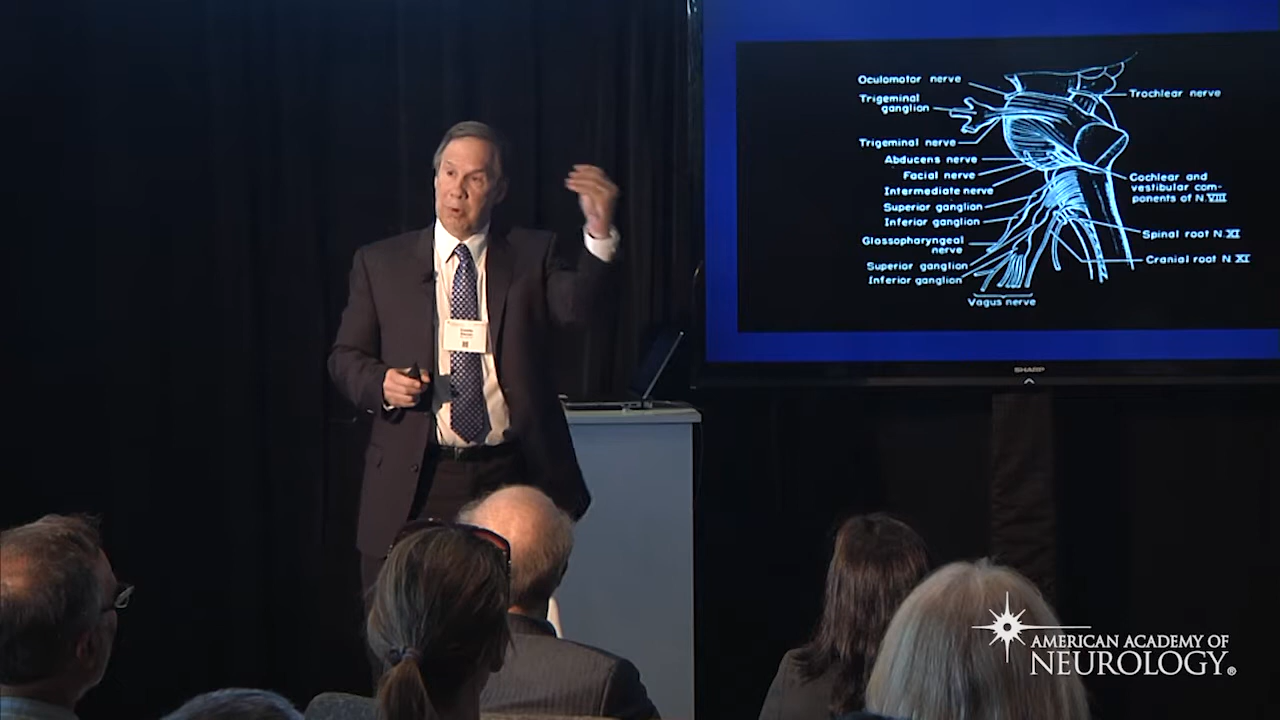 Oculomotor nerve
Trigeminal
ganglion
Trochlear nerve
Trigeminal nerve
Abducens nerve
Facial nerve
Intermediate nerve
Superior ganglion
Inferior ganglion
Cochlear and
vestibular com-
ponents of N. VIII
Glossopharyngeal
nerve
Spinal root N. XI
Cranial root N. XI
Superior ganglion
Inferior ganglion
Vagus nerve
SHARP
AMERICAN ACADEMY OF
NEUROLOGY®